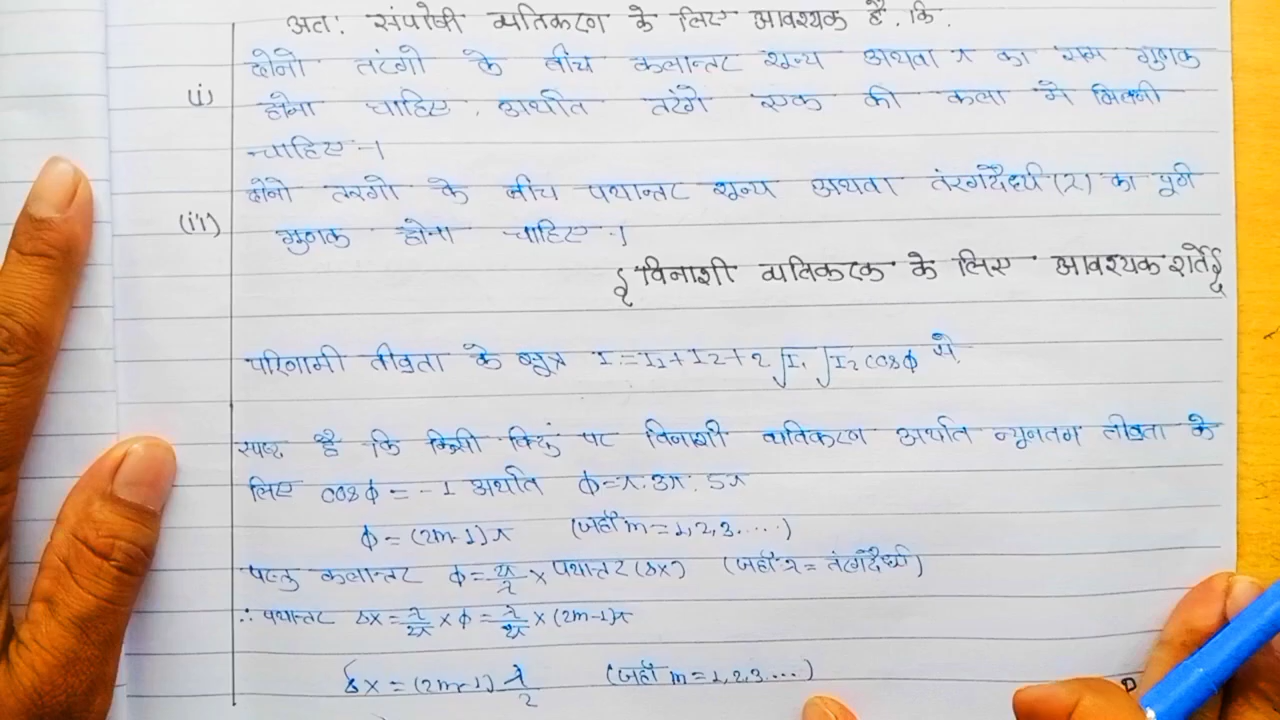 अतः संपोषी व्यतिकरण के लिए आवश्यक है. कि.
दोनो तरंगो के बीच कलान्तर शून्य अथवा π का सम गुणक
(i) होना चाहिए, अर्थात तरंगे एक ही कला मे मिलनी
चाहिए -।
दोनो तरंगो के बीच पथान्तर शून्य अथवा तंरगदैर्ध्य (λ) का पूर्ण
(ii) गुणक होना चाहिए -।
{विनाशी व्यतिकरण के लिए आवश्यक शर्ते}
परिणामी तीव्रता के सूत्र I = I₁ + I₂ + 2√I₁ √I₂ cosϕ से.
स्पष्ट है कि किसी बिंदु पर विनाशी व्यतिकरण अर्थात न्यूनतम तीव्रता के
लिए cosϕ = -1 अर्थात ϕ = π. 3π. 5π
ϕ = (2m-1)π (जहाँ m = 1,2,3.....)
परन्तु कलान्तर ϕ = 2π/λ × पथान्तर (Δx) (जहाँ λ = तंरगदैर्ध्य)
∴ पथान्तर Δx = λ/2π × ϕ = λ/2π × (2m-1)π
Δx = (2m-1) λ/2 (जहाँ m = 1,2,3....)